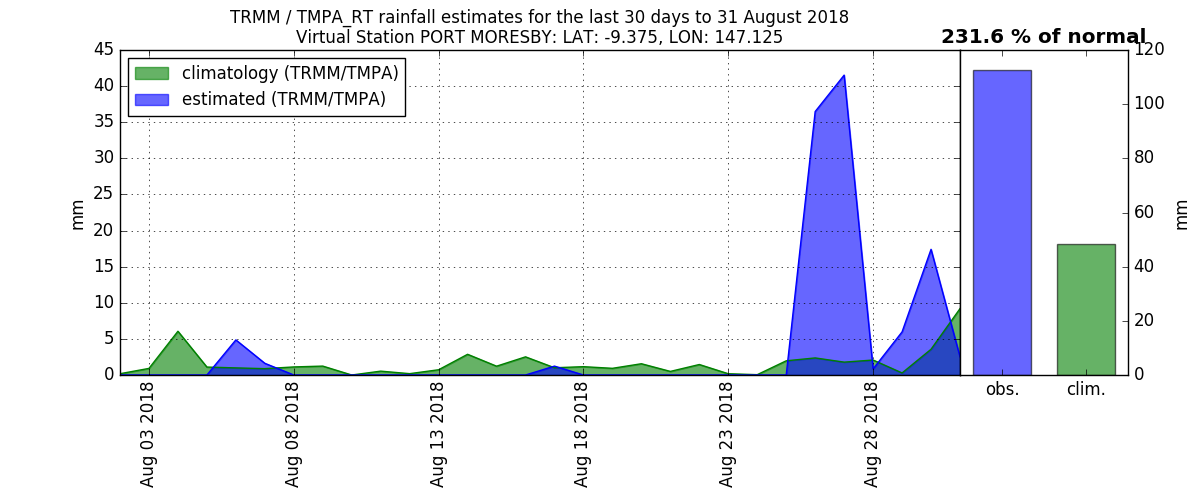 TRMM / TMPA_RT rainfall estimates for the last 30 days to 31 August 2018
Virtual Station PORT MORESBY: LAT: -9.375, LON: 147.125
231.6 % of normal
climatology (TRMM/TMPA)
estimated (TRMM/TMPA)
45
40
35
30
25
20
15
10
5
0
mm
Aug 03 2018
Aug 08 2018
Aug 13 2018
Aug 18 2018
Aug 23 2018
Aug 28 2018
120
100
80
60
40
20
0
mm
obs.
clim.